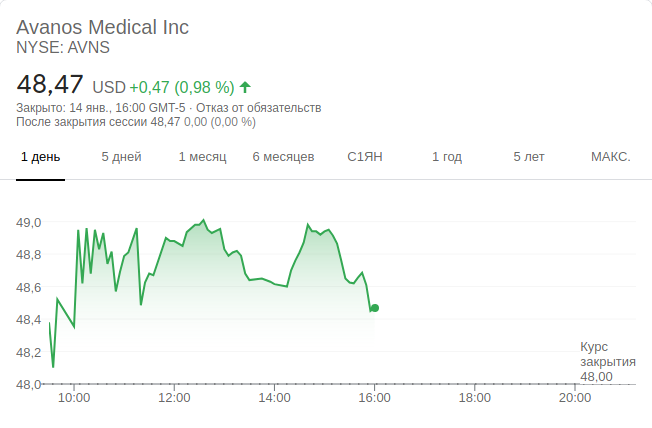 Avanos Medical Inc
NYSE: AVNS
48,47 USD +0,47 (0,98 %)
Закрыто: 14 янв., 16:00 GMT-5 · Отказ от обязательств
После закрытия сессии 48,47 0,00 (0,00 %)
1 день 5 дней 1 месяц 6 месяцев С1ЯН 1 год 5 лет МАКС.
49,0
48,8
48,6
48,4
48,2
48,0
Курс
закрытия
48,00
10:00 12:00 14:00 16:00 18:00 20:00